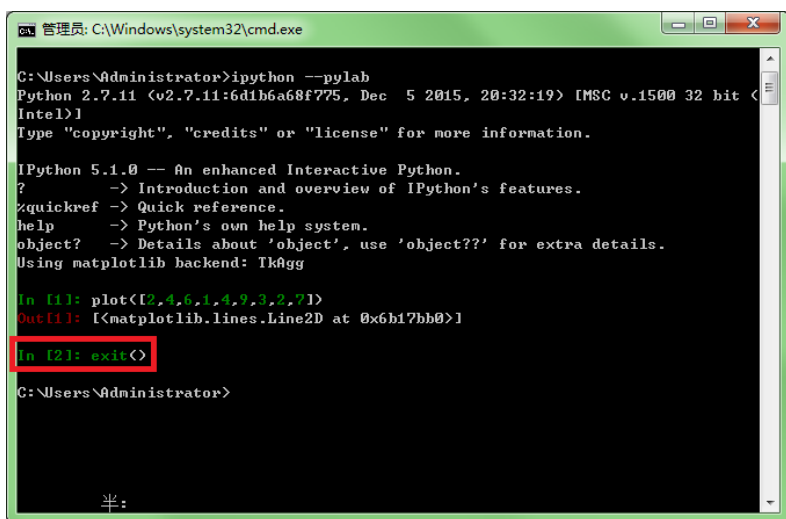 管理员: C:\Windows\system32\cmd.exe
C:\Users\Administrator>ipython --pylab
Python 2.7.11 (v2.7.11:6d1b6a68f775, Dec  5 2015, 20:32:19) [MSC v.1500 32 bit (
Intel)]
Type "copyright", "credits" or "license" for more information.
IPython 5.1.0 -- An enhanced Interactive Python.
?         -> Introduction and overview of IPython's features.
%quickref -> Quick reference.
help      -> Python's own help system.
object?   -> Details about 'object', use 'object??' for extra details.
Using matplotlib backend: TkAgg
In [1]: plot([2,4,6,1,4,9,3,2,7])
Out[1]: [<matplotlib.lines.Line2D at 0x6b17bb0>]
In [2]: exit()
C:\Users\Administrator>
半: